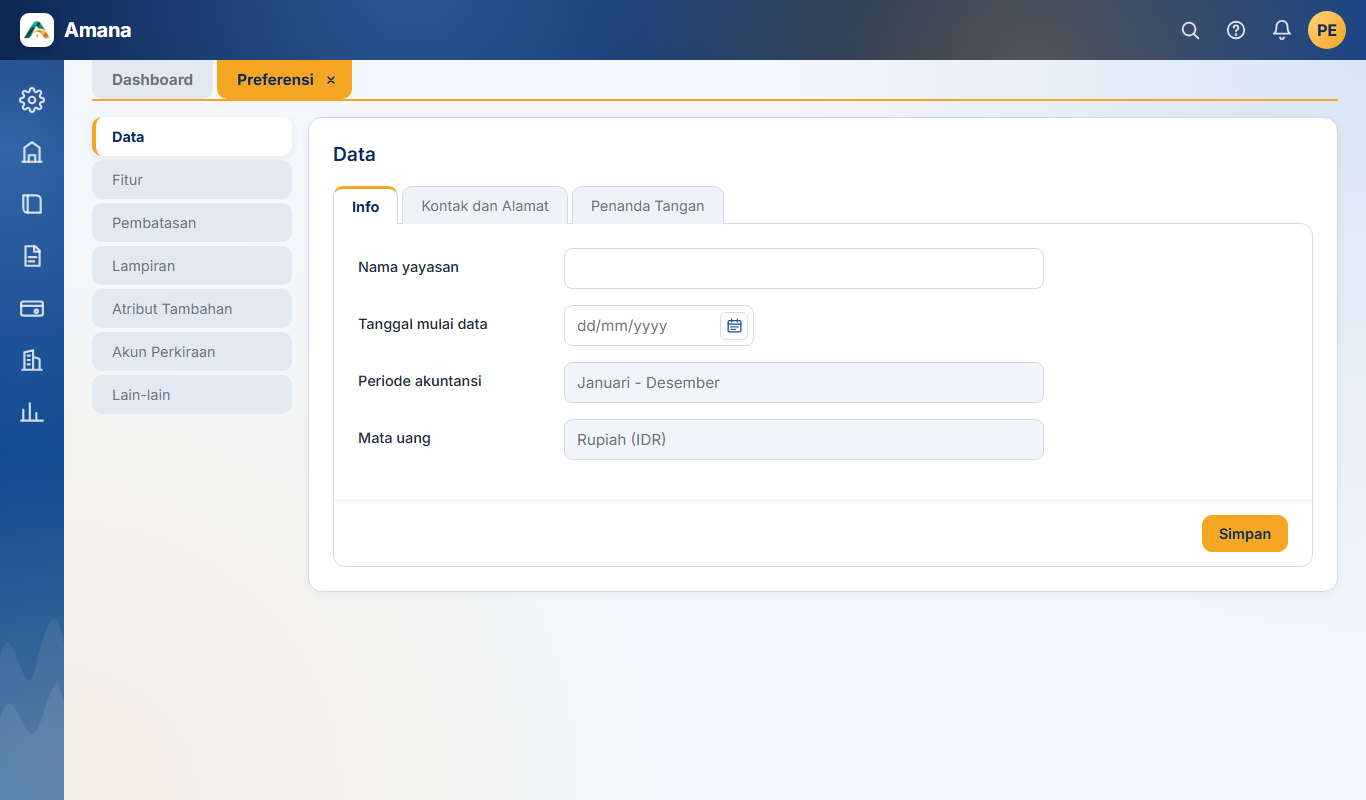 Amana
PE
Dashboard
Preferensi ×
Data
Fitur
Pembatasan
Lampiran
Atribut Tambahan
Akun Perkiraan
Lain-lain
Data
Info
Kontak dan Alamat
Penanda Tangan
Nama yayasan
Tanggal mulai data
dd/mm/yyyy
Periode akuntansi
Januari - Desember
Mata uang
Rupiah (IDR)
Simpan